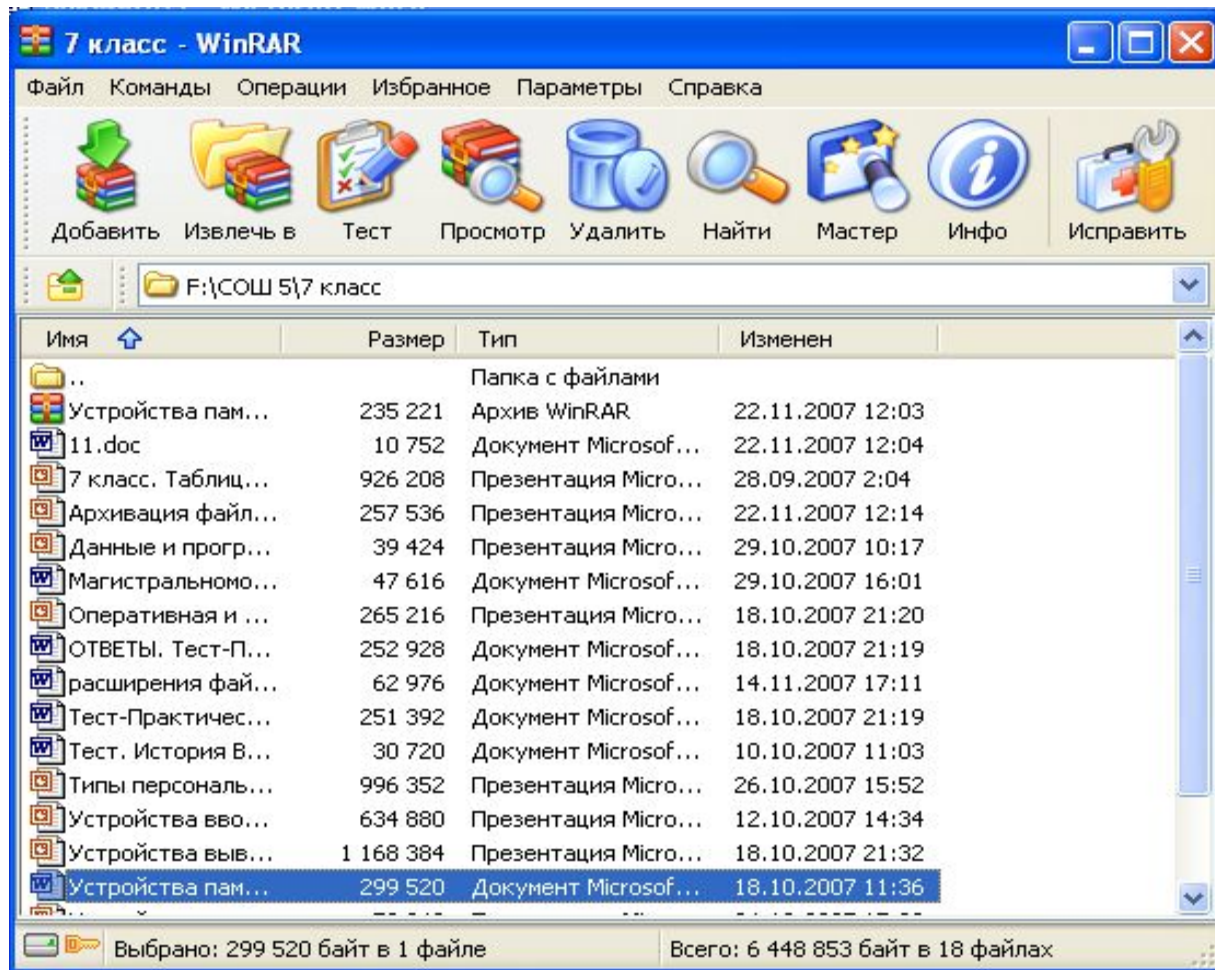 7 класс - WinRAR
Файл Команды Операции Избранное Параметры Справка
Добавить Извлечь в Тест Просмотр Удалить Найти Мастер Инфо Исправить
F:\СОШ 5\7 класс
Имя Размер Тип Изменен
.. Папка с файлами
Устройства пам... 235 221 Архив WinRAR 22.11.2007 12:03
11.doc 10 752 Документ Microsof... 22.11.2007 12:04
7 класс. Таблиц... 926 208 Презентация Micro... 28.09.2007 2:04
Архивация файл... 257 536 Презентация Micro... 22.11.2007 12:14
Данные и прогр... 39 424 Презентация Micro... 29.10.2007 10:17
Магистральномо... 47 616 Документ Microsof... 29.10.2007 16:01
Оперативная и ... 265 216 Презентация Micro... 18.10.2007 21:20
ОТВЕТЫ. Тест-П... 252 928 Документ Microsof... 18.10.2007 21:19
расширения фай... 62 976 Документ Microsof... 14.11.2007 17:11
Тест-Практичес... 251 392 Документ Microsof... 18.10.2007 21:19
Тест. История В... 30 720 Документ Microsof... 10.10.2007 11:03
Типы персональ... 996 352 Презентация Micro... 26.10.2007 15:52
Устройства вво... 634 880 Презентация Micro... 12.10.2007 14:34
Устройства выв... 1 168 384 Презентация Micro... 18.10.2007 21:32
Устройства пам... 299 520 Документ Microsof... 18.10.2007 11:36
Выбрано: 299 520 байт в 1 файле Всего: 6 448 853 байт в 18 файлах